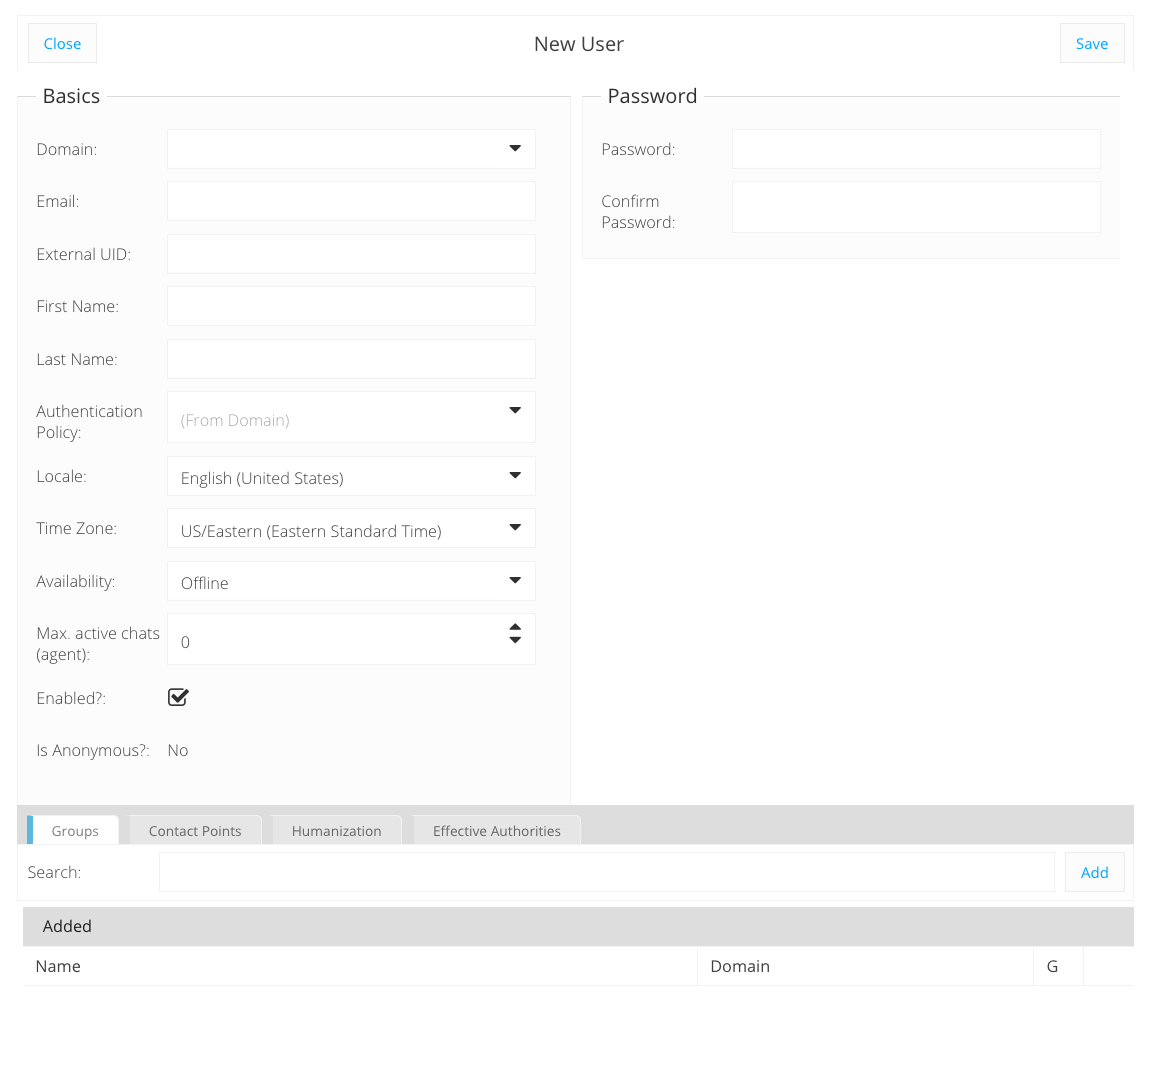 Close
New User
Save
Basics
Domain:
Email:
External UID:
First Name:
Last Name:
Authentication
Policy:
(From Domain)
Locale:
English (United States)
Time Zone:
US/Eastern (Eastern Standard Time)
Availability:
Offline
Max. active chats
(agent):
0
Enabled?:
Is Anonymous?:
No
Password
Password:
Confirm
Password:
Groups
Contact Points
Humanization
Effective Authorities
Search:
Add
Added
Name
Domain
G